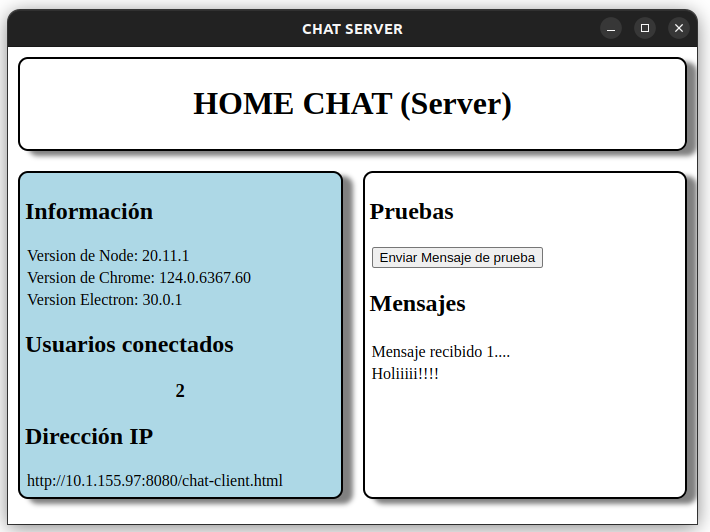 CHAT SERVER
HOME CHAT (Server)
Información
Version de Node: 20.11.1
Version de Chrome: 124.0.6367.60
Version Electron: 30.0.1
Usuarios conectados
2
Dirección IP
http://10.1.155.97:8080/chat-client.html
Pruebas
Enviar Mensaje de prueba
Mensajes
Mensaje recibido 1....
Holiiiii!!!!